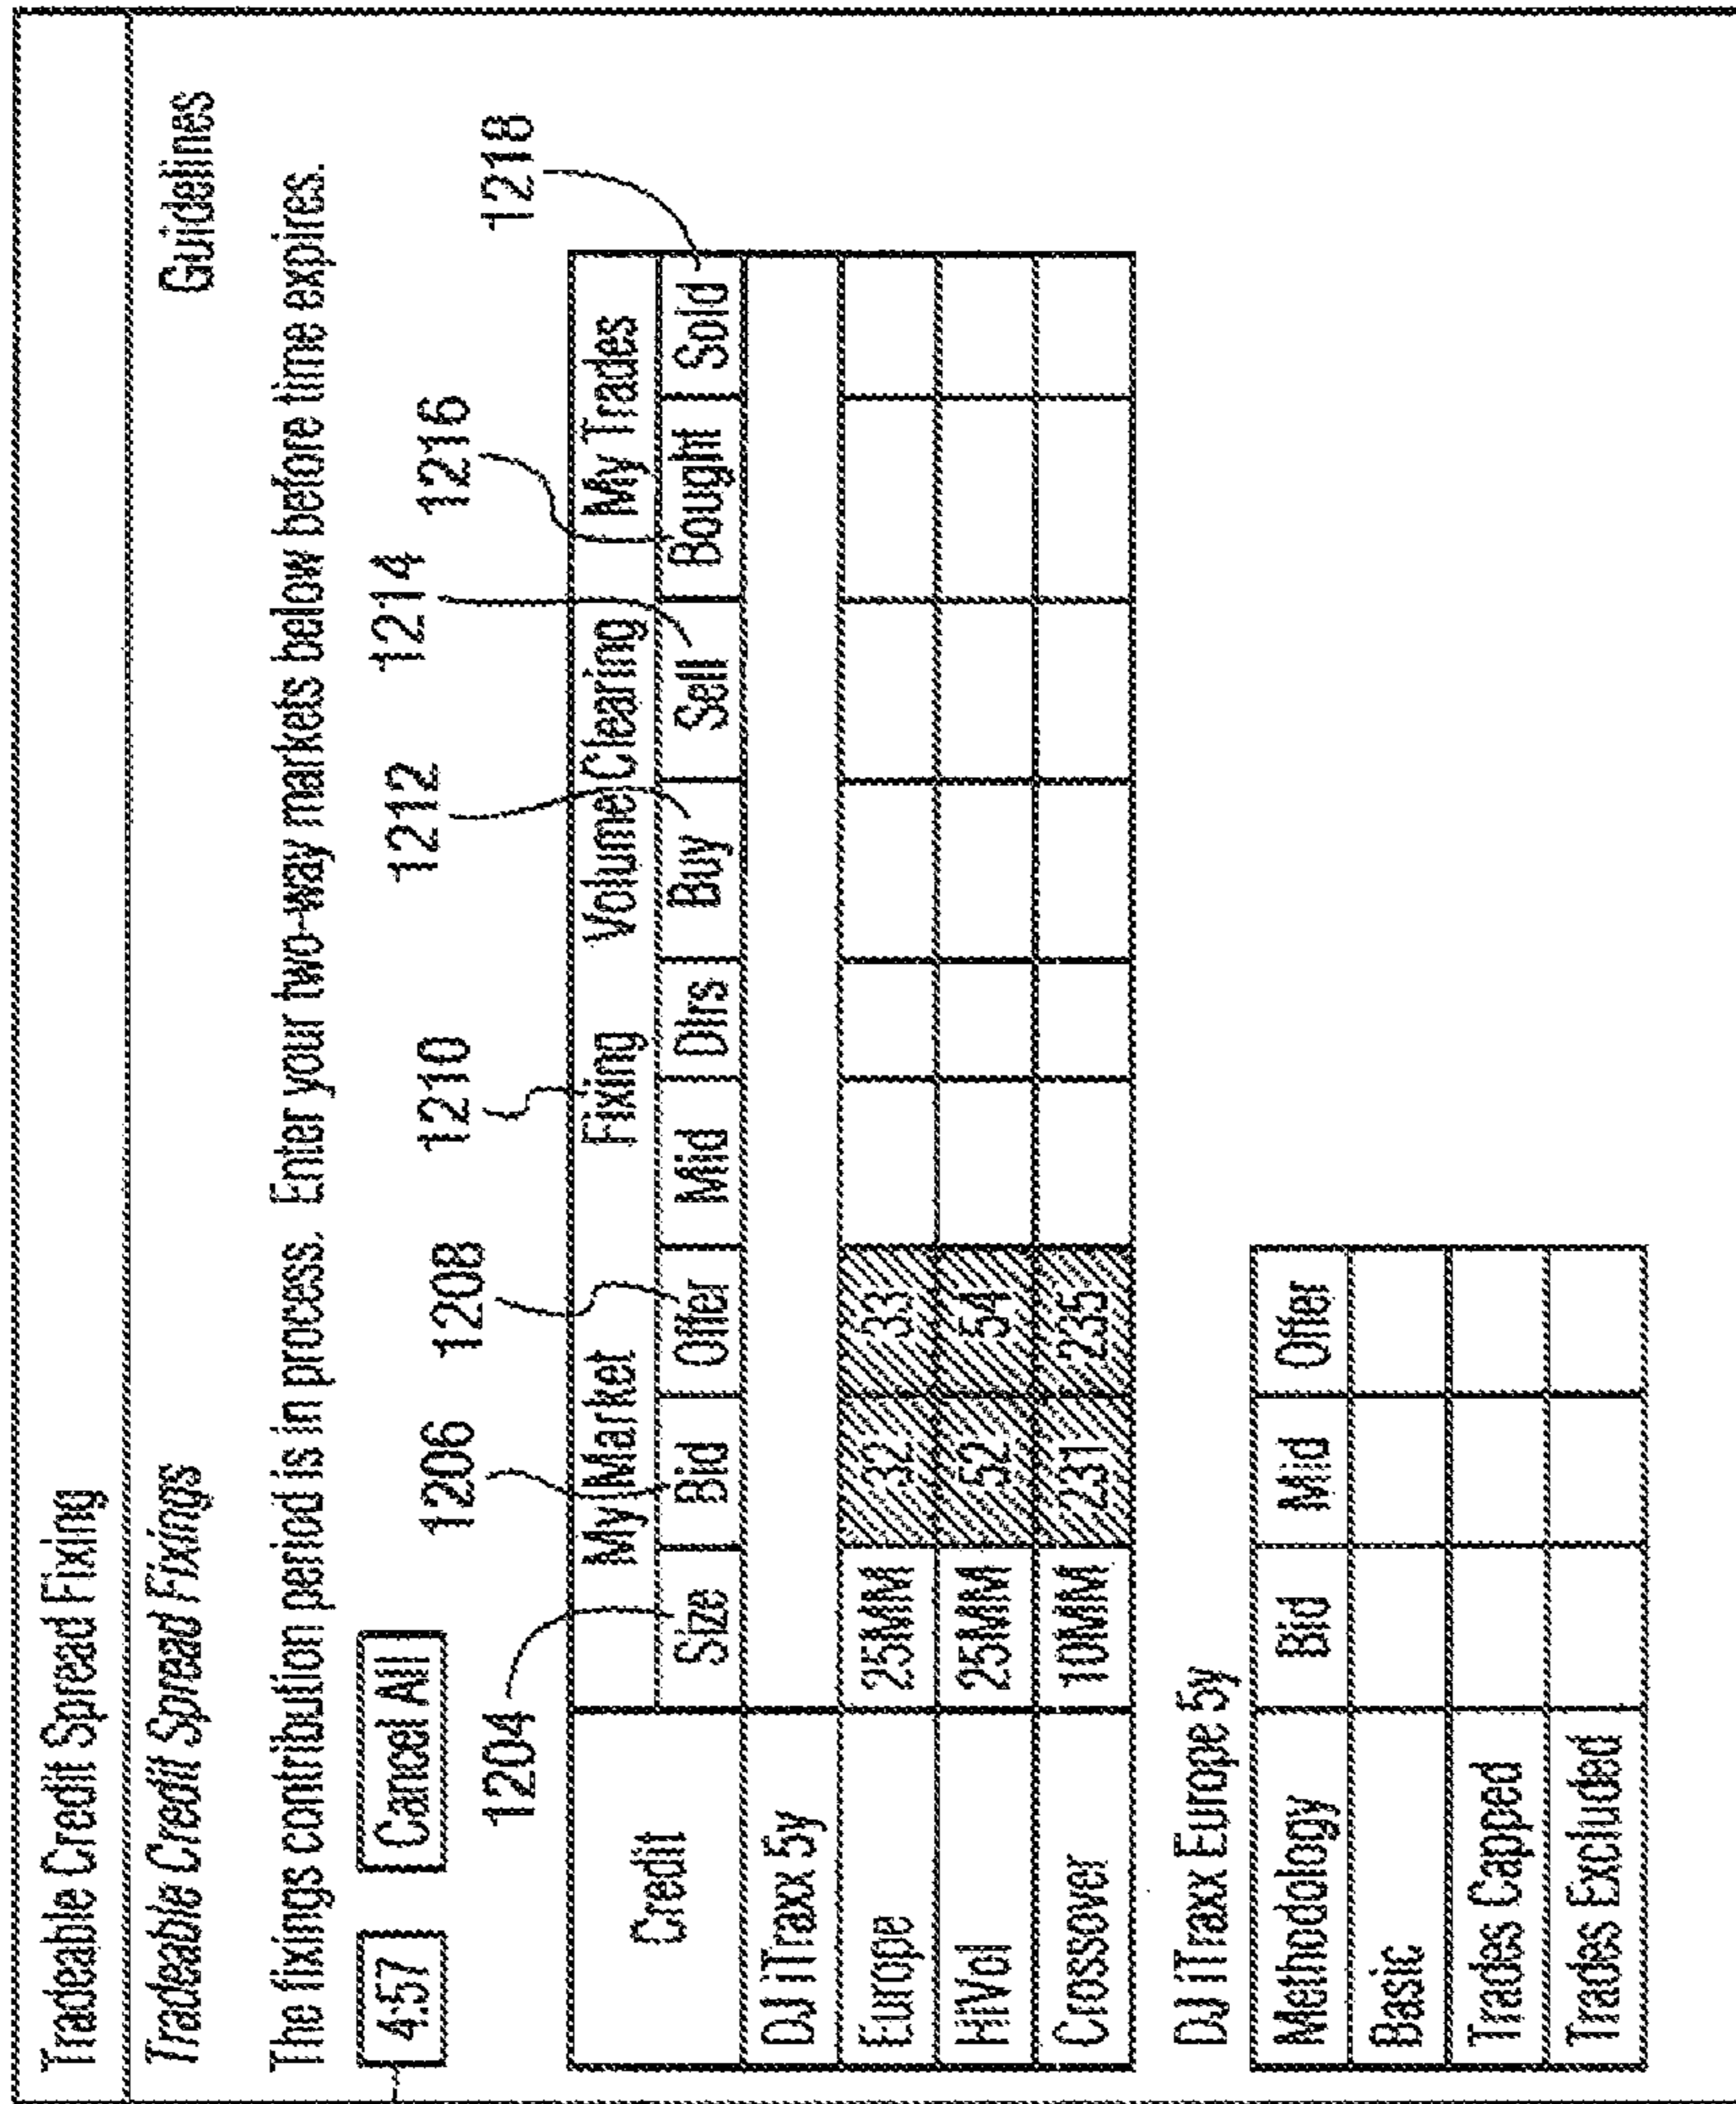 Tradeable Credit Spread Fixing
Tradeable Credit Spread Fixings
Guidelines
The fixings contribution period is in process. Enter your two-way markets below before time expires.
4:57 Cancel All
1204 1206 1208 1210 1212 1214 1216 1218
Credit My Market Fixing Volume Clearing My Trades
Size Bid Offer Mid Dlrs Buy Sell Bought Sold
DJ iTraxx 5y
Europe 25MM 32 33
HiVol 25MM 52 54
Crossover 10MM 231 235
DJ iTraxx Europe 5y
Methodology Bid Mid Offer
Basic
Trades Capped
Trades Excluded